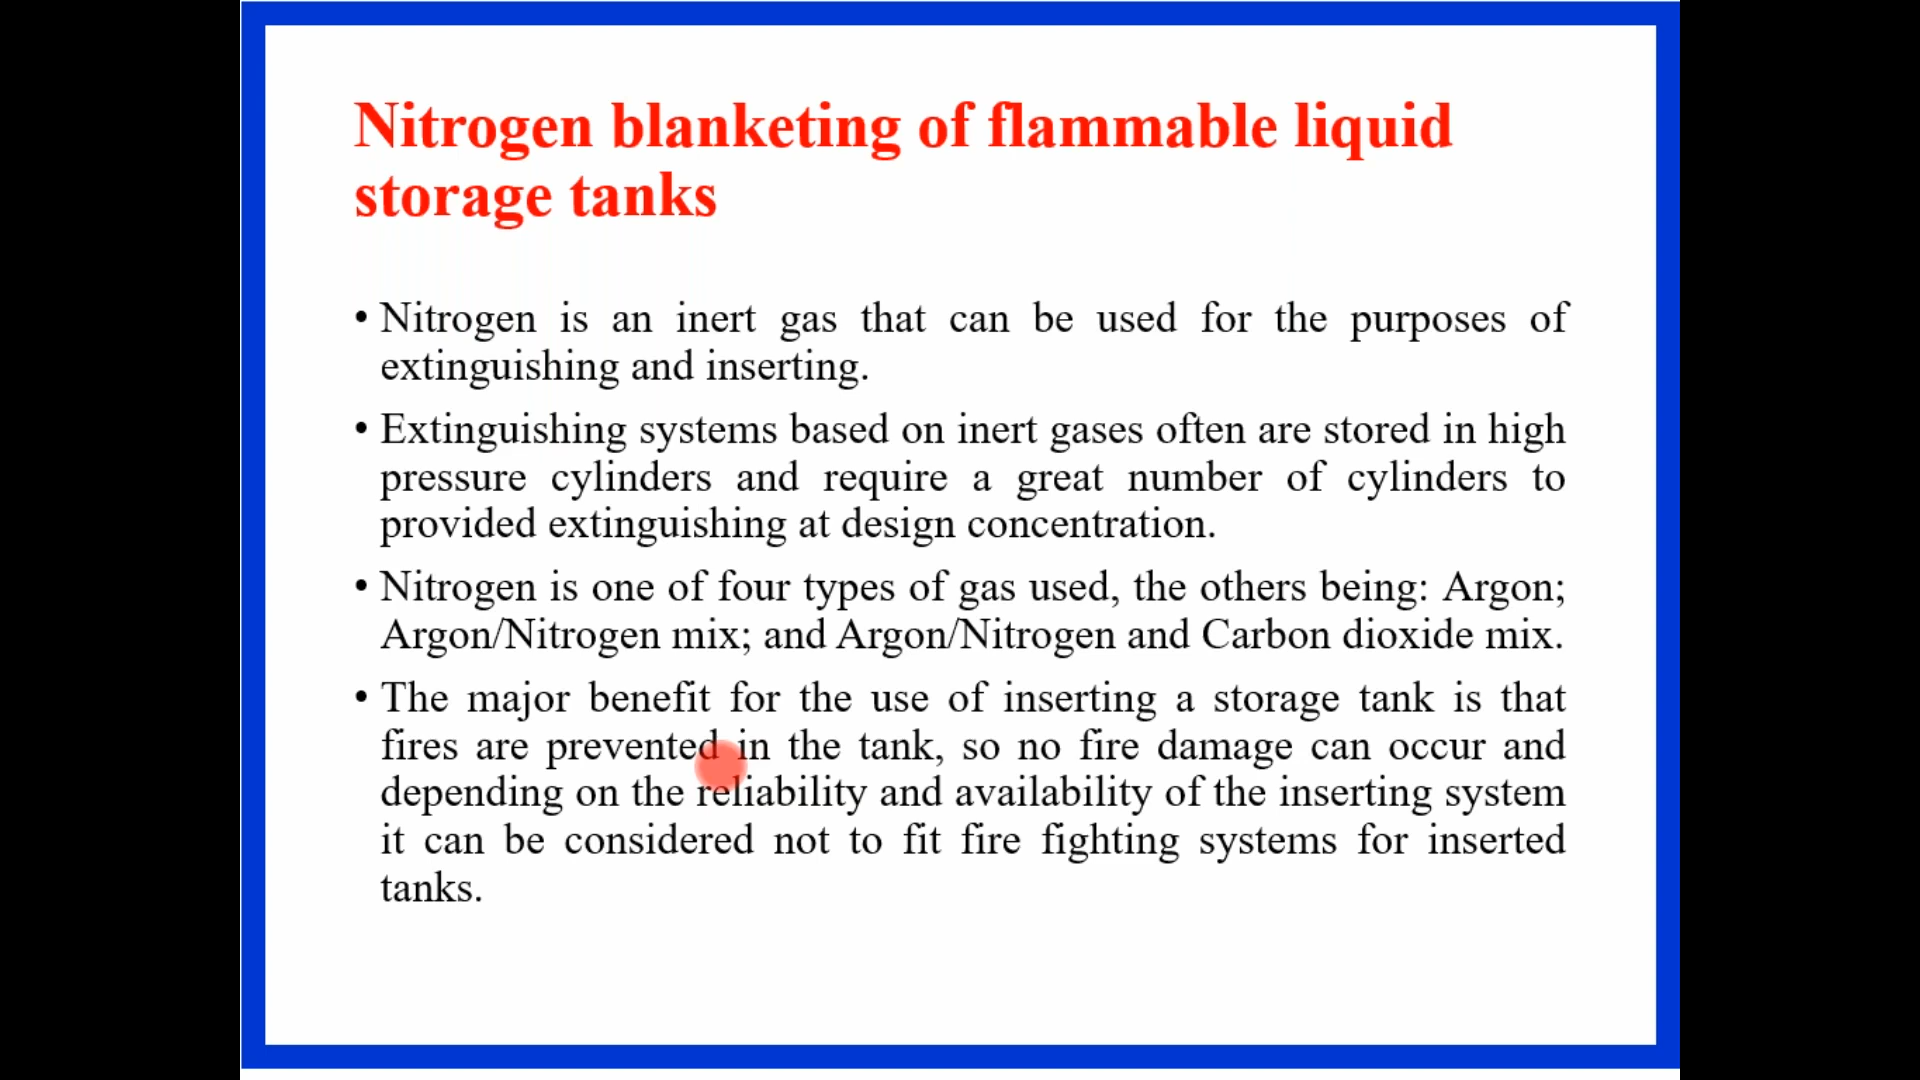 Nitrogen blanketing of flammable liquid
storage tanks
• Nitrogen is an inert gas that can be used for the purposes of
extinguishing and inserting.
• Extinguishing systems based on inert gases often are stored in high
pressure cylinders and require a great number of cylinders to
provided extinguishing at design concentration.
• Nitrogen is one of four types of gas used, the others being: Argon;
Argon/Nitrogen mix; and Argon/Nitrogen and Carbon dioxide mix.
• The major benefit for the use of inserting a storage tank is that
fires are prevented in the tank, so no fire damage can occur and
depending on the reliability and availability of the inserting system
it can be considered not to fit fire fighting systems for inserted
tanks.